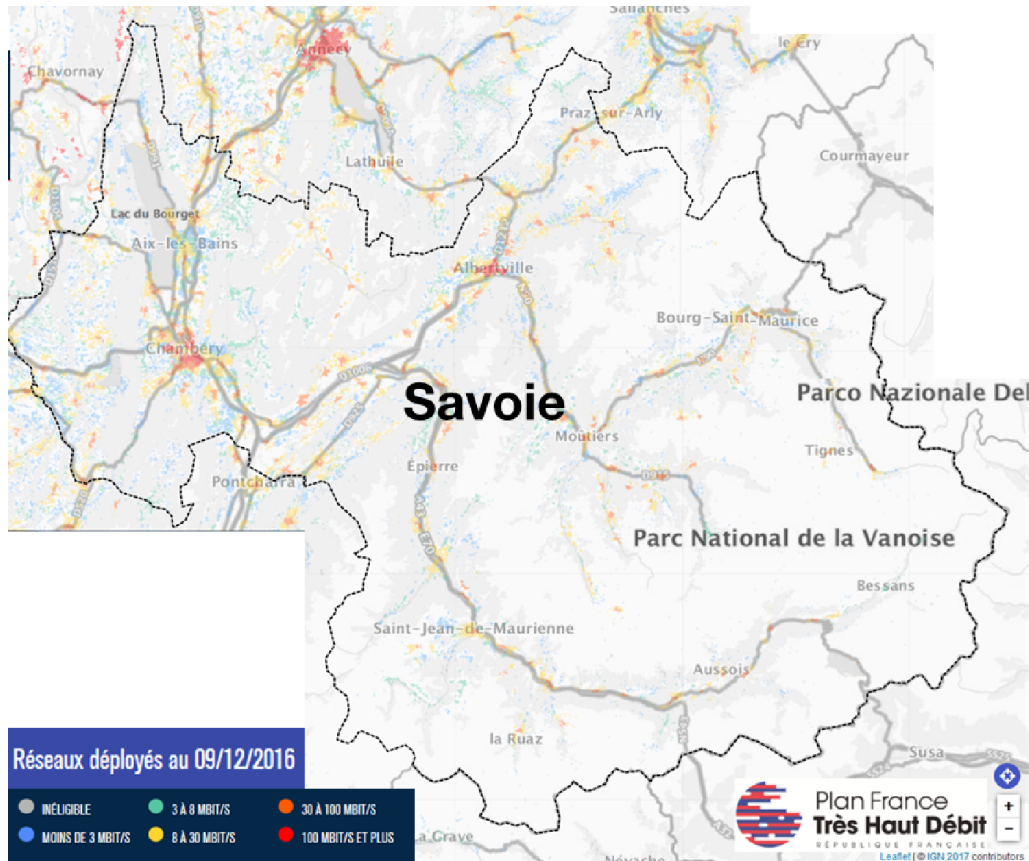 Sallanches
le Ery
Annecy
Chavornay
Praz-sur-Arly
Courmayeur
Lathuile
Lac du Bourget
Aix-les-Bains
Albertville
Bourg-Saint-Maurice
Chambéry
D1006
Savoie
Parco Nazionale Del
Moûtiers
Tignes
Épierre
D915
Pontcharra
Parc National de la Vanoise
Bessans
Saint-Jean-de-Maurienne
Aussois
la Ruaz
Susa
Réseaux déployés au 09/12/2016
INÉLIGIBLE
3 À 8 MBIT/S
30 À 100 MBIT/S
MOINS DE 3 MBIT/S
8 À 30 MBIT/S
100 MBIT/S ET PLUS
La Grave
Névache
Plan France
Très Haut Débit
RÉPUBLIQUE FRANÇAISE
+
−
Leaflet | © IGN 2017 contributors